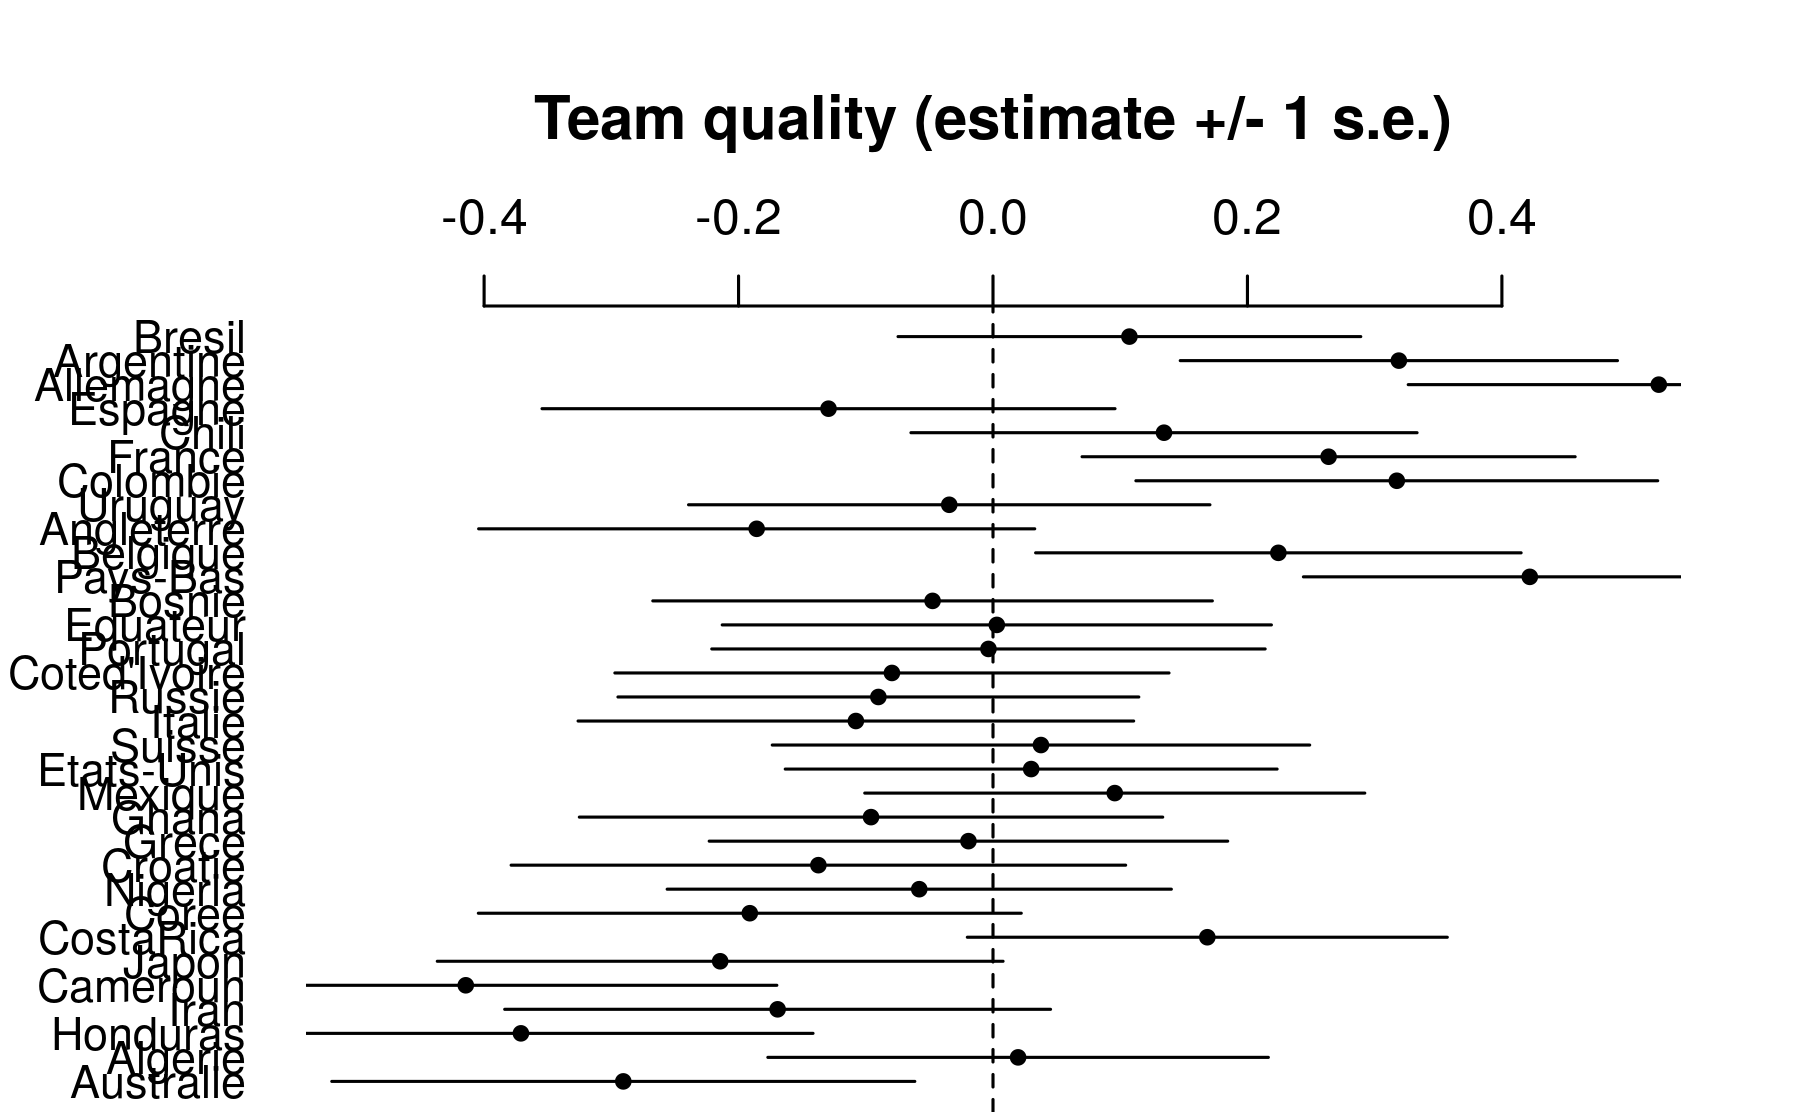 Team quality (estimate +/- 1 s.e.)
-0.4 -0.2 0.0 0.2 0.4
Bresil
Argentine
Allemagne
Espagne
Chili
France
Colombie
Uruguay
Angleterre
Belgique
Pays-Bas
Bosnie
Equateur
Portugal
Coted'Ivoire
Russie
Italie
Suisse
Etats-Unis
Mexique
Ghana
Grece
Croatie
Nigeria
Coree
CostaRica
Japon
Cameroun
Iran
Honduras
Algerie
Australie